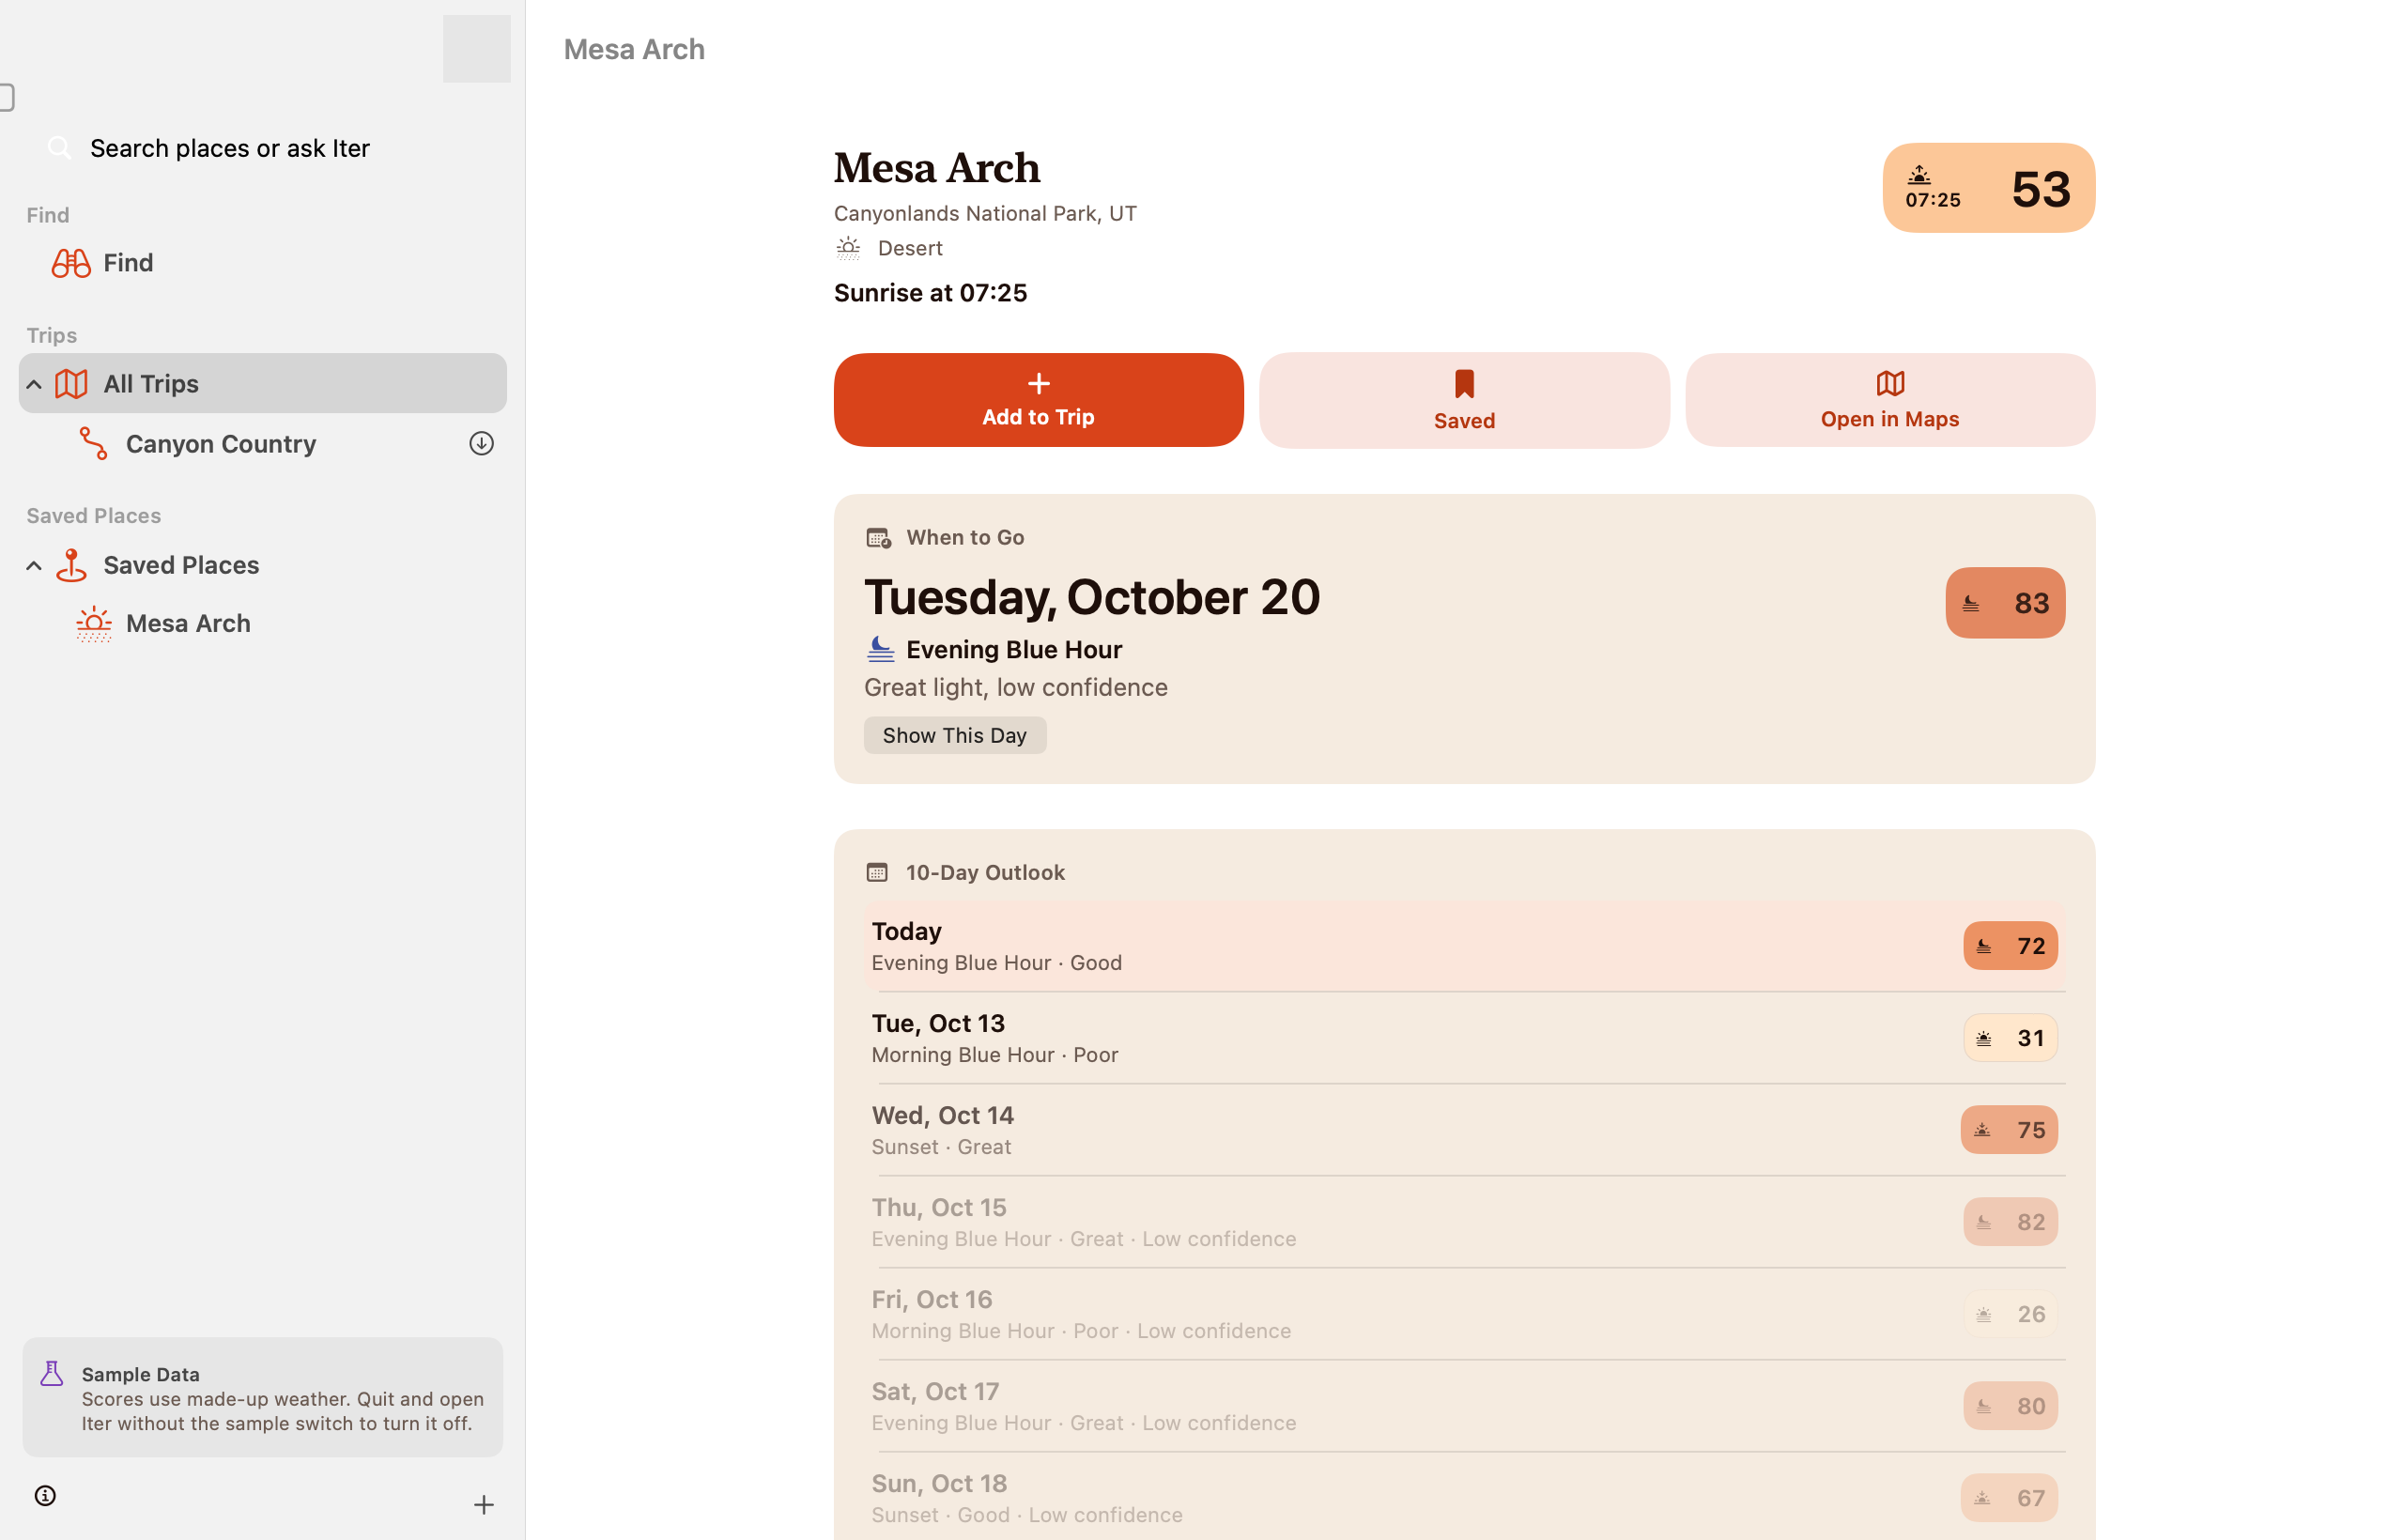 Mesa Arch
Search places or ask Iter
Find
Find
Trips
All Trips
Canyon Country
Saved Places
Saved Places
Mesa Arch
Sample Data
Scores use made-up weather. Quit and open
Iter without the sample switch to turn it off.
Mesa Arch
Canyonlands National Park, UT
Desert
Sunrise at 07:25
07:25
53
Add to Trip
Saved
Open in Maps
When to Go
Tuesday, October 20
83
Evening Blue Hour
Great light, low confidence
Show This Day
10-Day Outlook
Today
Evening Blue Hour · Good
72
Tue, Oct 13
Morning Blue Hour · Poor
31
Wed, Oct 14
Sunset · Great
75
Thu, Oct 15
Evening Blue Hour · Great · Low confidence
82
Fri, Oct 16
Morning Blue Hour · Poor · Low confidence
26
Sat, Oct 17
Evening Blue Hour · Great · Low confidence
80
Sun, Oct 18
Sunset · Good · Low confidence
67